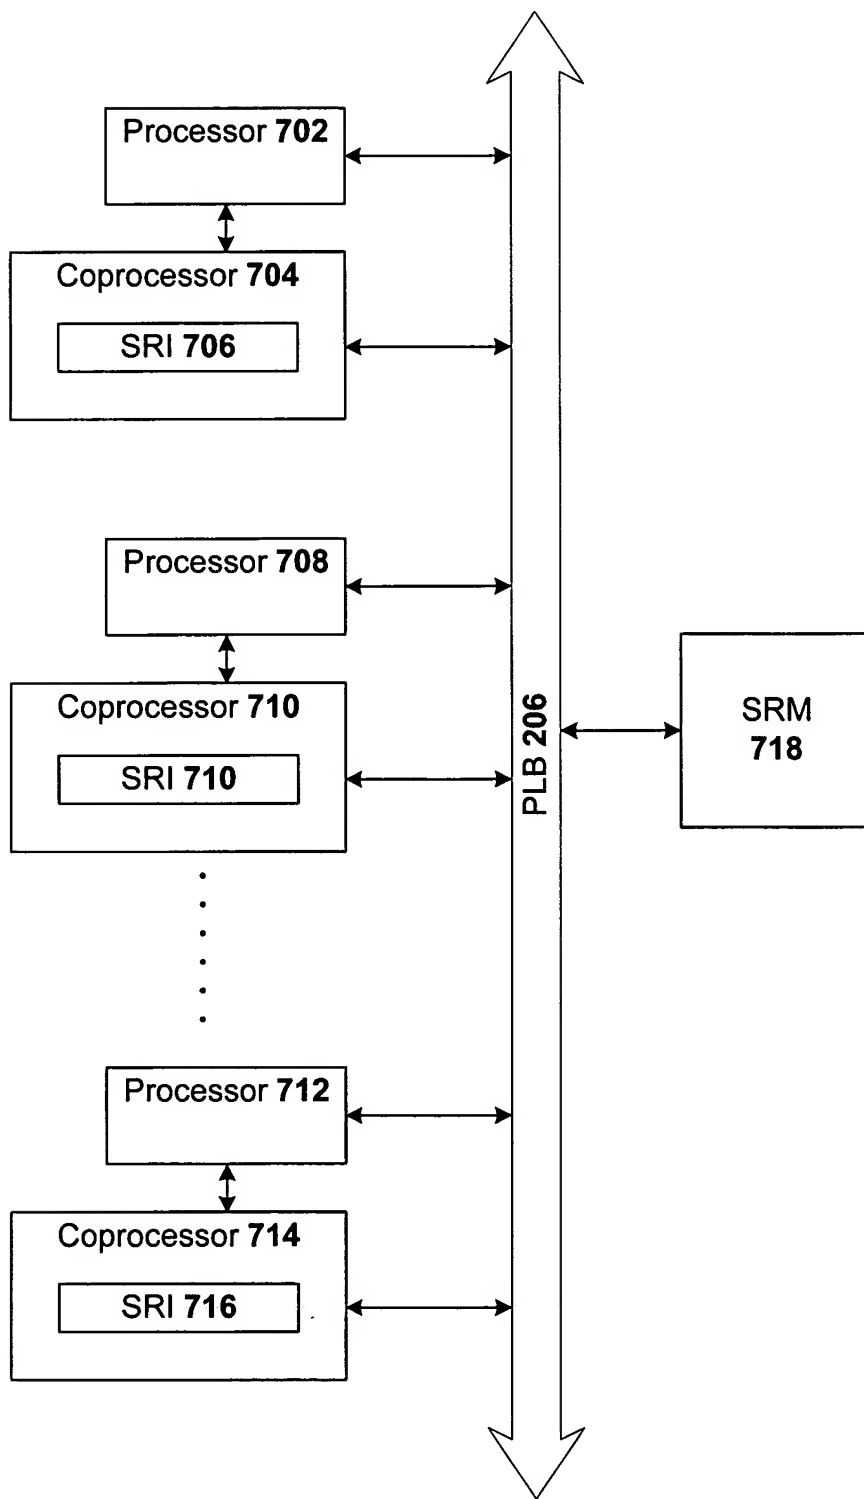 Processor 702
Coprocessor 704
SRI 706
Processor 708
Coprocessor 710
SRI 710
PLB 206
SRM
718
Processor 712
Coprocessor 714
SRI 716